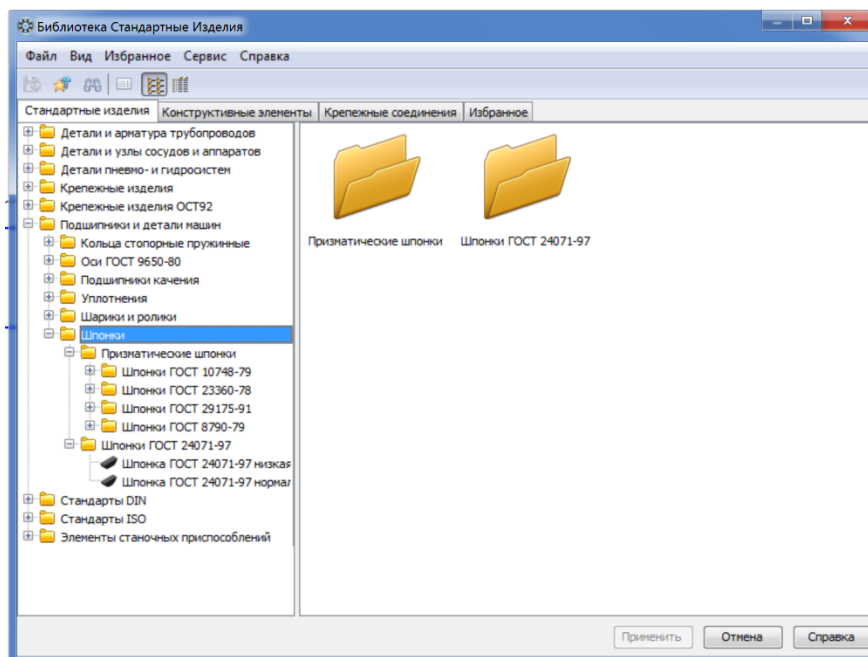 Библиотека Стандартные Изделия
Файл Вид Избранное Сервис Справка
Стандартные изделия Конструктивные элементы Крепежные соединения Избранное
Детали и арматура трубопроводов
Детали и узлы сосудов и аппаратов
Детали пневмо- и гидросистем
Крепежные изделия
Крепежные изделия ОСТ92
Подшипники и детали машин
Кольца стопорные пружинные
Оси ГОСТ 9650-80
Подшипники качения
Уплотнения
Шарики и ролики
Шпонки
Призматические шпонки
Шпонки ГОСТ 10748-79
Шпонки ГОСТ 23360-78
Шпонки ГОСТ 29175-91
Шпонки ГОСТ 8790-79
Шпонки ГОСТ 24071-97
Шпонка ГОСТ 24071-97 низкая
Шпонка ГОСТ 24071-97 нормал
Стандарты DIN
Стандарты ISO
Элементы станочных приспособлений
Призматические шпонки Шпонки ГОСТ 24071-97
Применить Отмена Справка